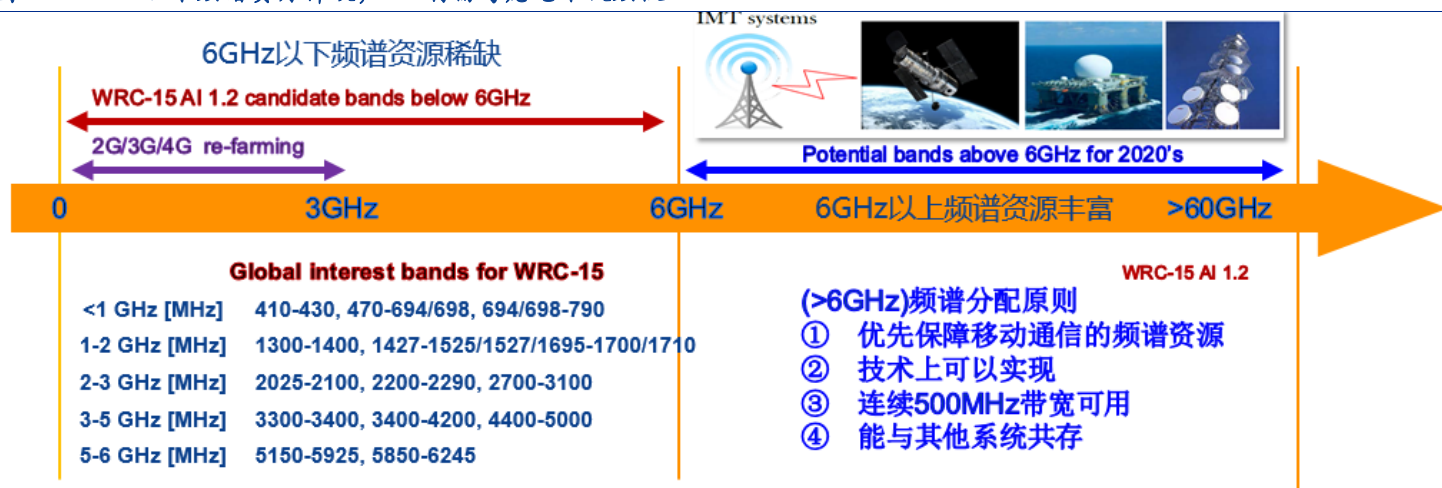 IMT systems
6GHz以下频谱资源稀缺
WRC-15 AI 1.2 candidate bands below 6GHz
2G/3G/4G re-farming
Potential bands above 6GHz for 2020's
0 3GHz 6GHz 6GHz以上频谱资源丰富 >60GHz
Global interest bands for WRC-15
<1 GHz [MHz] 410-430, 470-694/698, 694/698-790
1-2 GHz [MHz] 1300-1400, 1427-1525/1527/1695-1700/1710
2-3 GHz [MHz] 2025-2100, 2200-2290, 2700-3100
3-5 GHz [MHz] 3300-3400, 3400-4200, 4400-5000
5-6 GHz [MHz] 5150-5925, 5850-6245
WRC-15 AI 1.2
(>6GHz)频谱分配原则
① 优先保障移动通信的频谱资源
② 技术上可以实现
③ 连续500MHz带宽可用
④ 能与其他系统共存